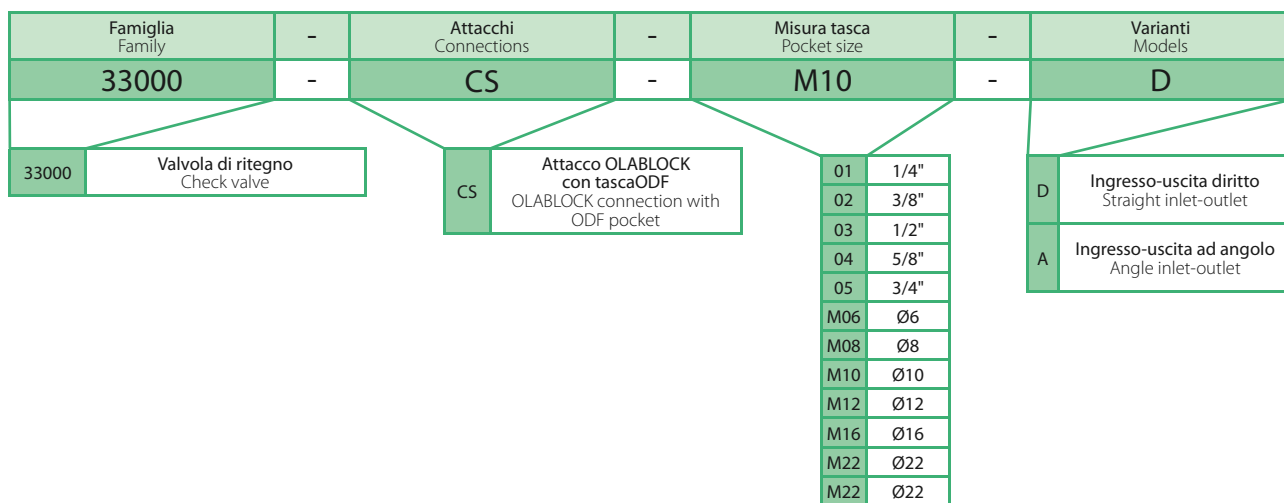 Famiglia
Family
-
Attacchi
Connections
-
Misura tasca
Pocket size
-
Varianti
Models
33000
-
CS
-
M10
-
D
33000
Valvola di ritegno
Check valve
CS
Attacco OLABLOCK
con tascaODF
OLABLOCK connection with
ODF pocket
01 1/4"
02 3/8"
03 1/2"
04 5/8"
05 3/4"
M06 Ø6
M08 Ø8
M10 Ø10
M12 Ø12
M16 Ø16
M22 Ø22
M22 Ø22
D
Ingresso-uscita diritto
Straight inlet-outlet
A
Ingresso-uscita ad angolo
Angle inlet-outlet